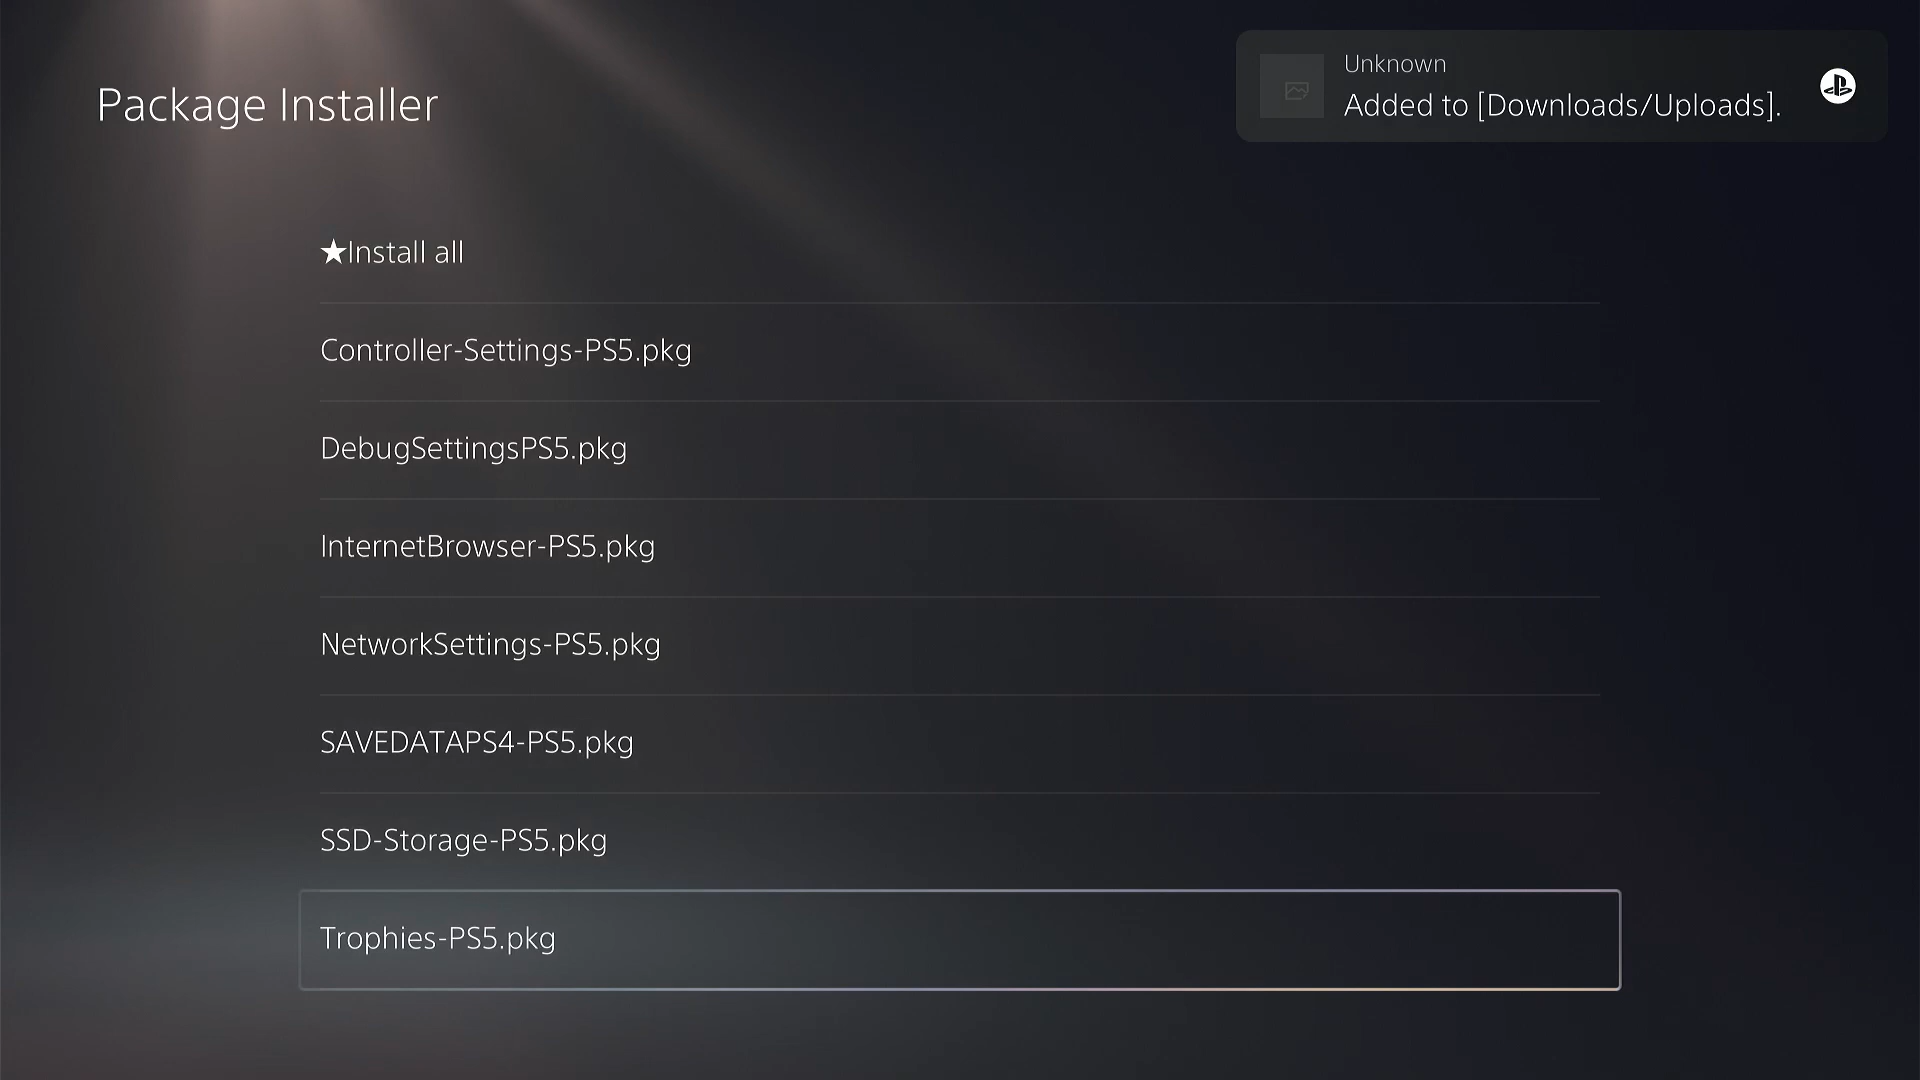 Package Installer
Unknown
Added to [Downloads/Uploads].
★Install all
Controller-Settings-PS5.pkg
DebugSettingsPS5.pkg
InternetBrowser-PS5.pkg
NetworkSettings-PS5.pkg
SAVEDATAPS4-PS5.pkg
SSD-Storage-PS5.pkg
Trophies-PS5.pkg